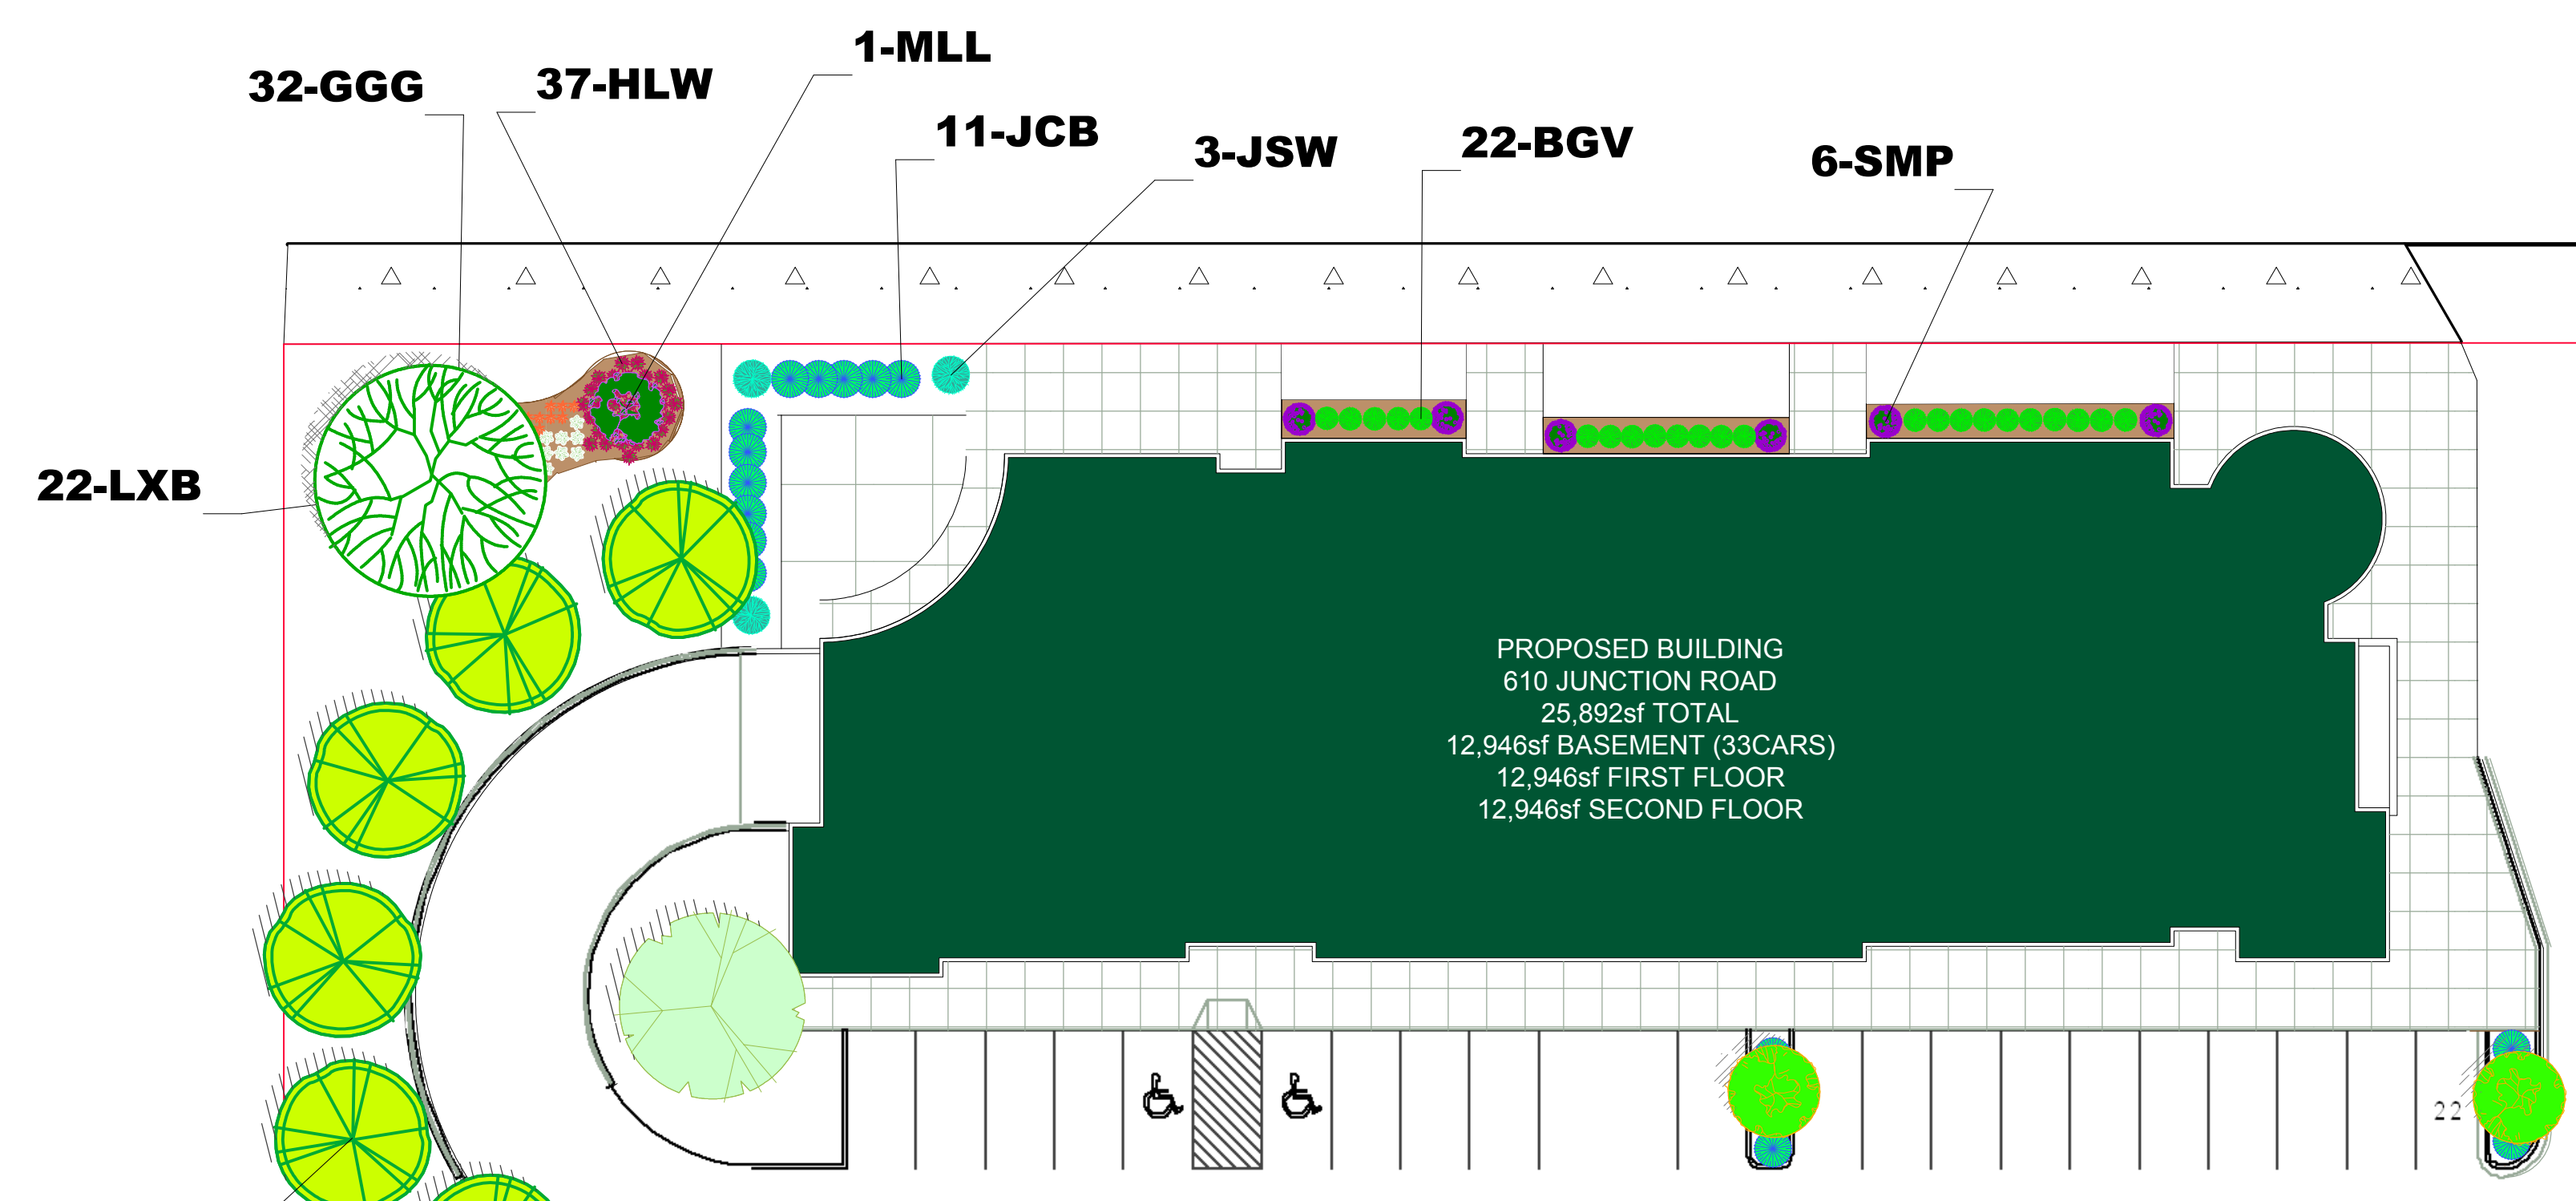 1-MLL
32-GGG
37-HLW
11-JCB
3-JSW
22-BGV
6-SMP
22-LXB
PROPOSED BUILDING
610 JUNCTION ROAD
25,892sf TOTAL
12,946sf BASEMENT (33CARS)
12,946sf FIRST FLOOR
12,946sf SECOND FLOOR
22